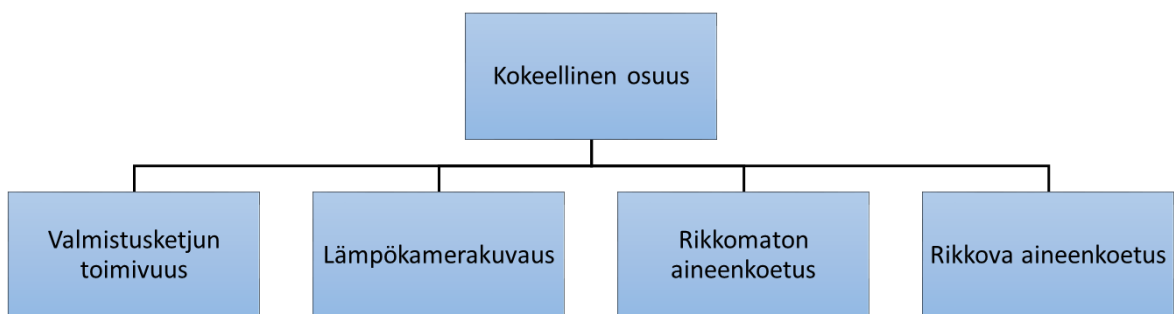 Kokeellinen osuus
Valmistusketjun
toimivuus
Lämpökamerakuvaus
Rikkomaton
aineenkoetus
Rikkova aineenkoetus